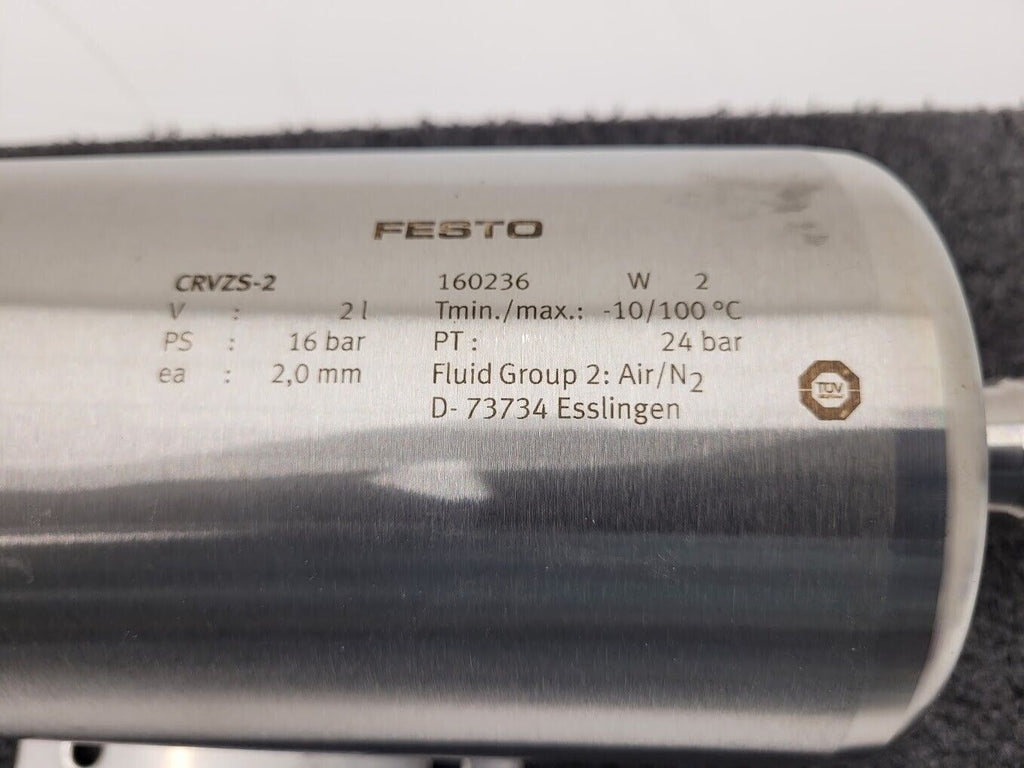 FESTO
CRVZS-2 160236 W 2
V : 2 l Tmin./max.: -10/100 °C
PS : 16 bar PT : 24 bar
ea : 2,0 mm Fluid Group 2: Air/N2
D- 73734 Esslingen
TÜV